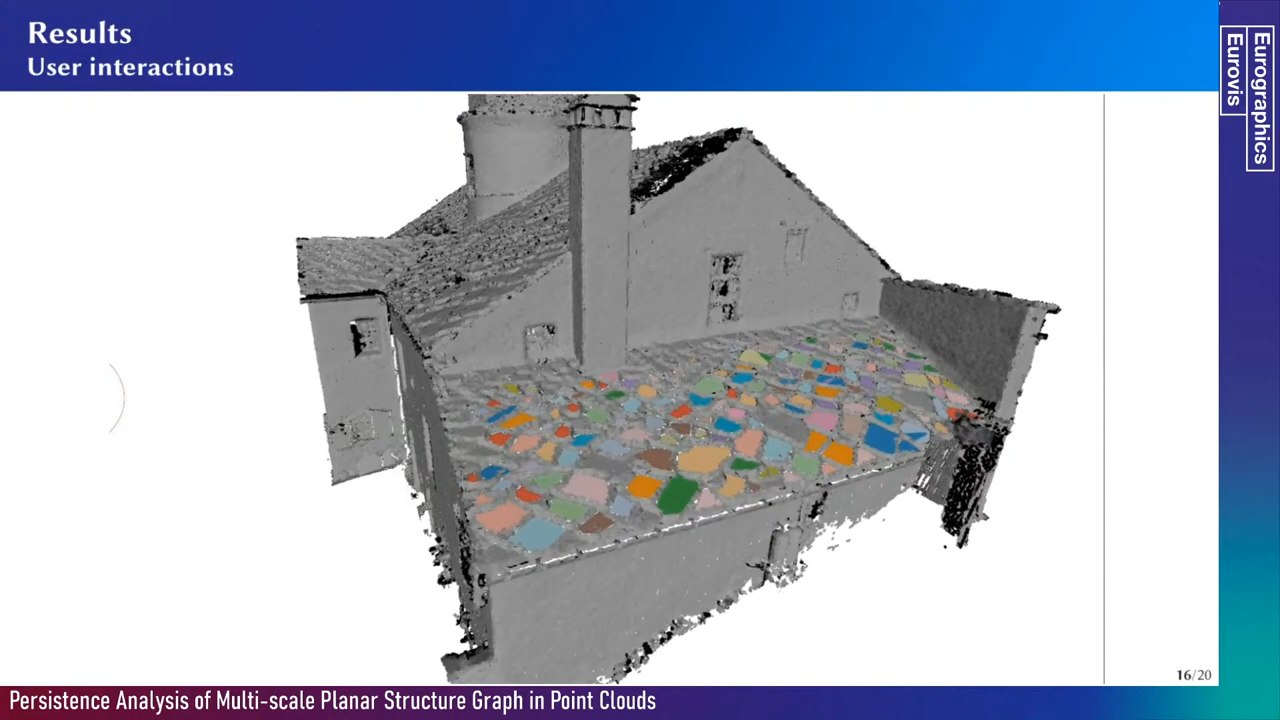 Results
User interactions
Eurographics
Eurovis
16/20
Persistence Analysis of Multi-scale Planar Structure Graph in Point Clouds